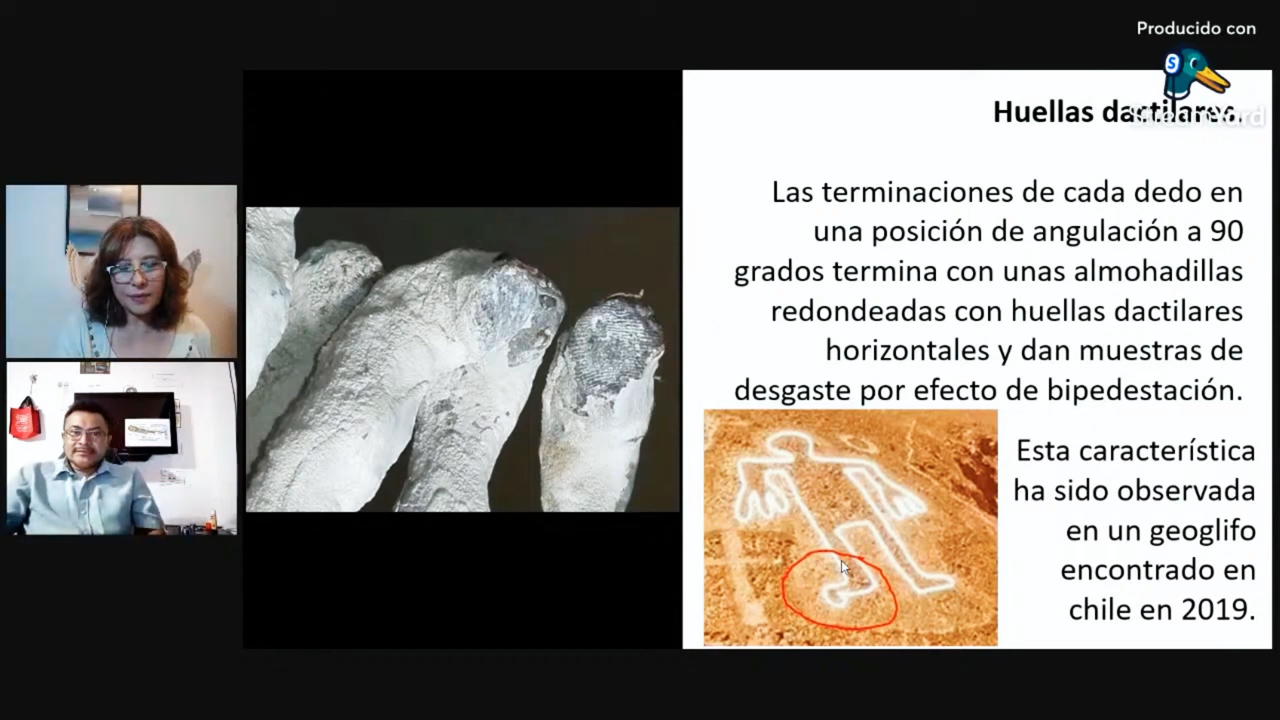 Producido con
StreamYard
Huellas dactilares.
Las terminaciones de cada dedo en
una posición de angulación a 90
grados termina con unas almohadillas
redondeadas con huellas dactilares
horizontales y dan muestras de
desgaste por efecto de bipedestación.
Esta característica
ha sido observada
en un geoglifo
encontrado en
chile en 2019.